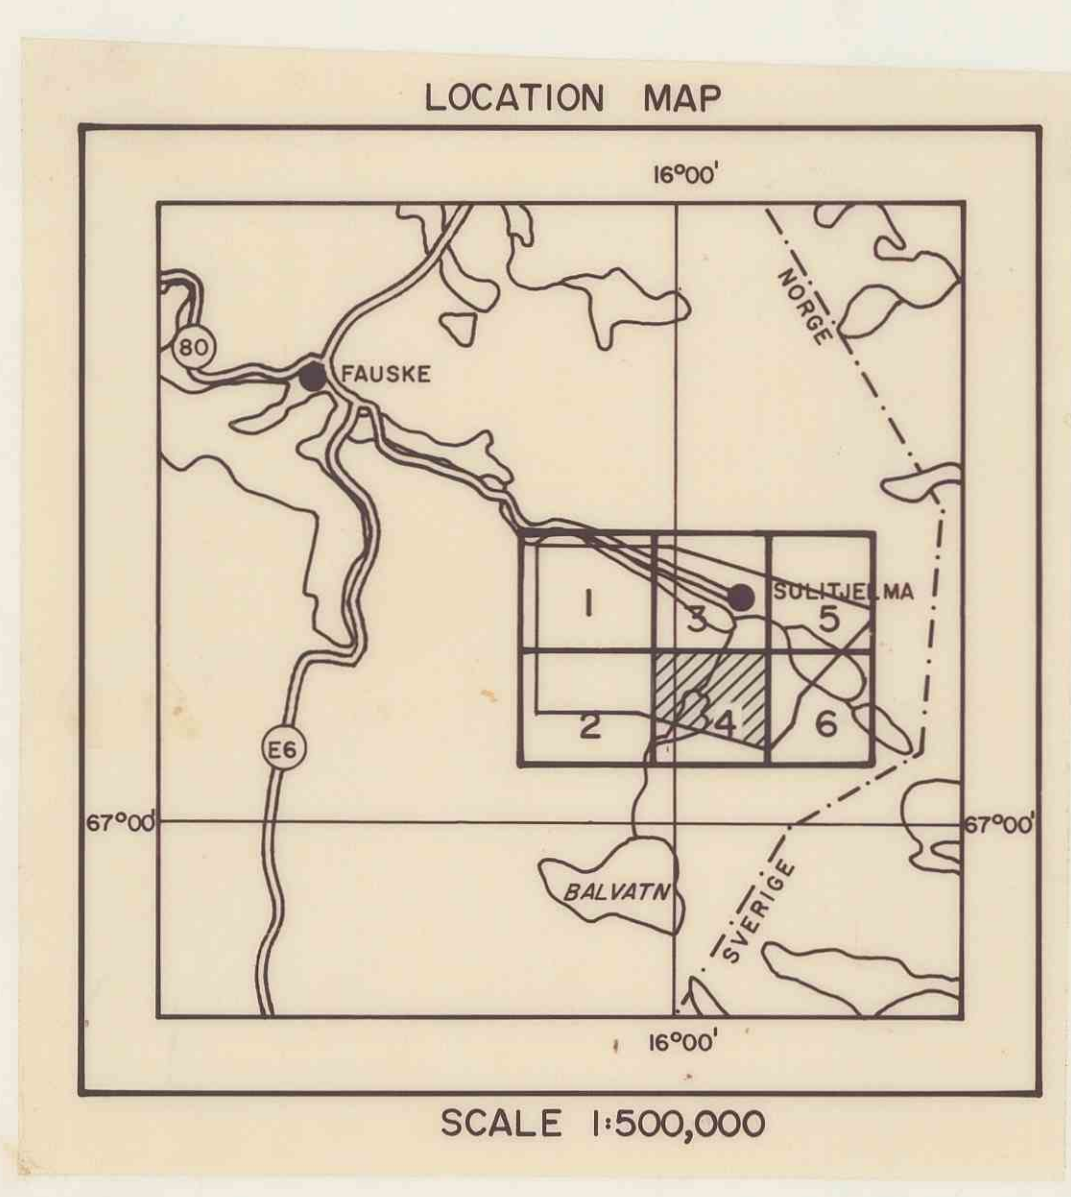 LOCATION MAP
16°00'
NORGE
80
FAUSKE
SULITJELMA
1
3
5
2
4
6
E6
67°00'
67°00'
BALVATN
SVERIGE
16°00'
SCALE 1:500,000